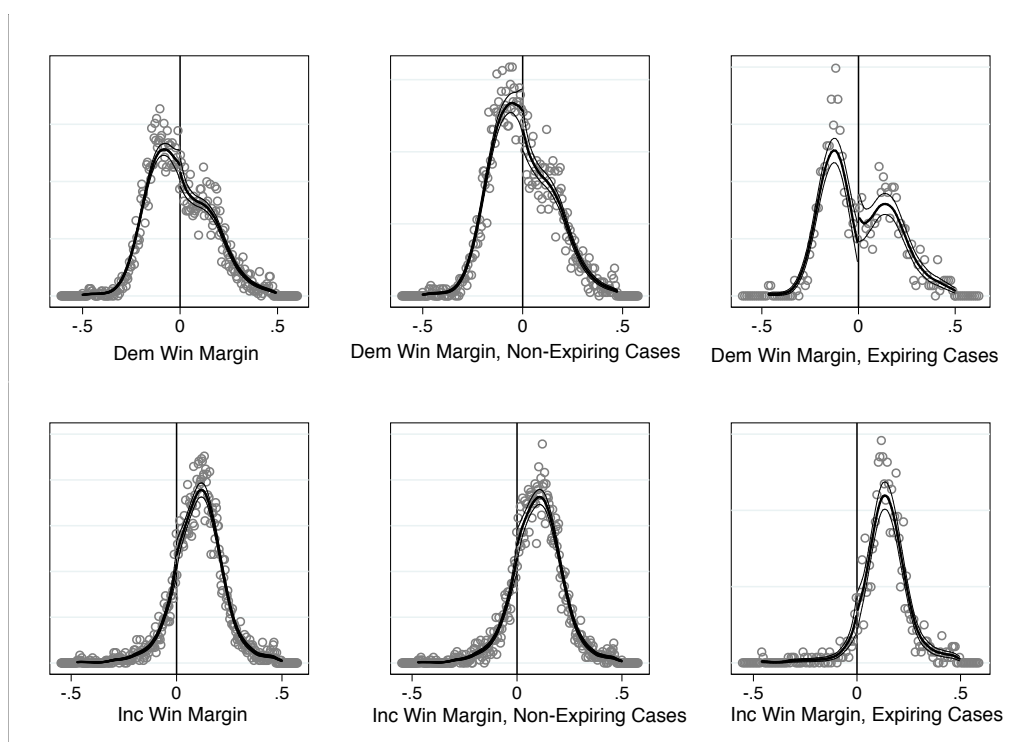 -.5 0 .5
Dem Win Margin
-.5 0 .5
Dem Win Margin, Non-Expiring Cases
-.5 0 .5
Dem Win Margin, Expiring Cases
-.5 0 .5
Inc Win Margin
-.5 0 .5
Inc Win Margin, Non-Expiring Cases
-.5 0 .5
Inc Win Margin, Expiring Cases